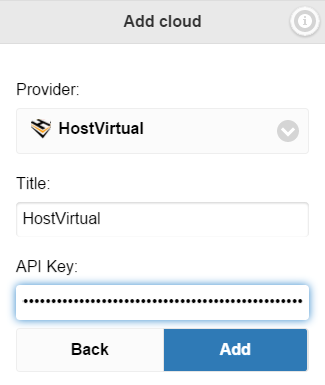 Add cloud
Provider:
HostVirtual
Title:
HostVirtual
API Key:
••••••••••••••••••••••••••••••••••••••••••••••••••
Back Add